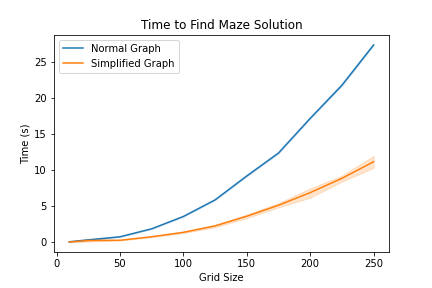 Time to Find Maze Solution
Normal Graph
Simplified Graph
25
20
15
10
5
0
Time (s)
0 50 100 150 200 250
Grid Size